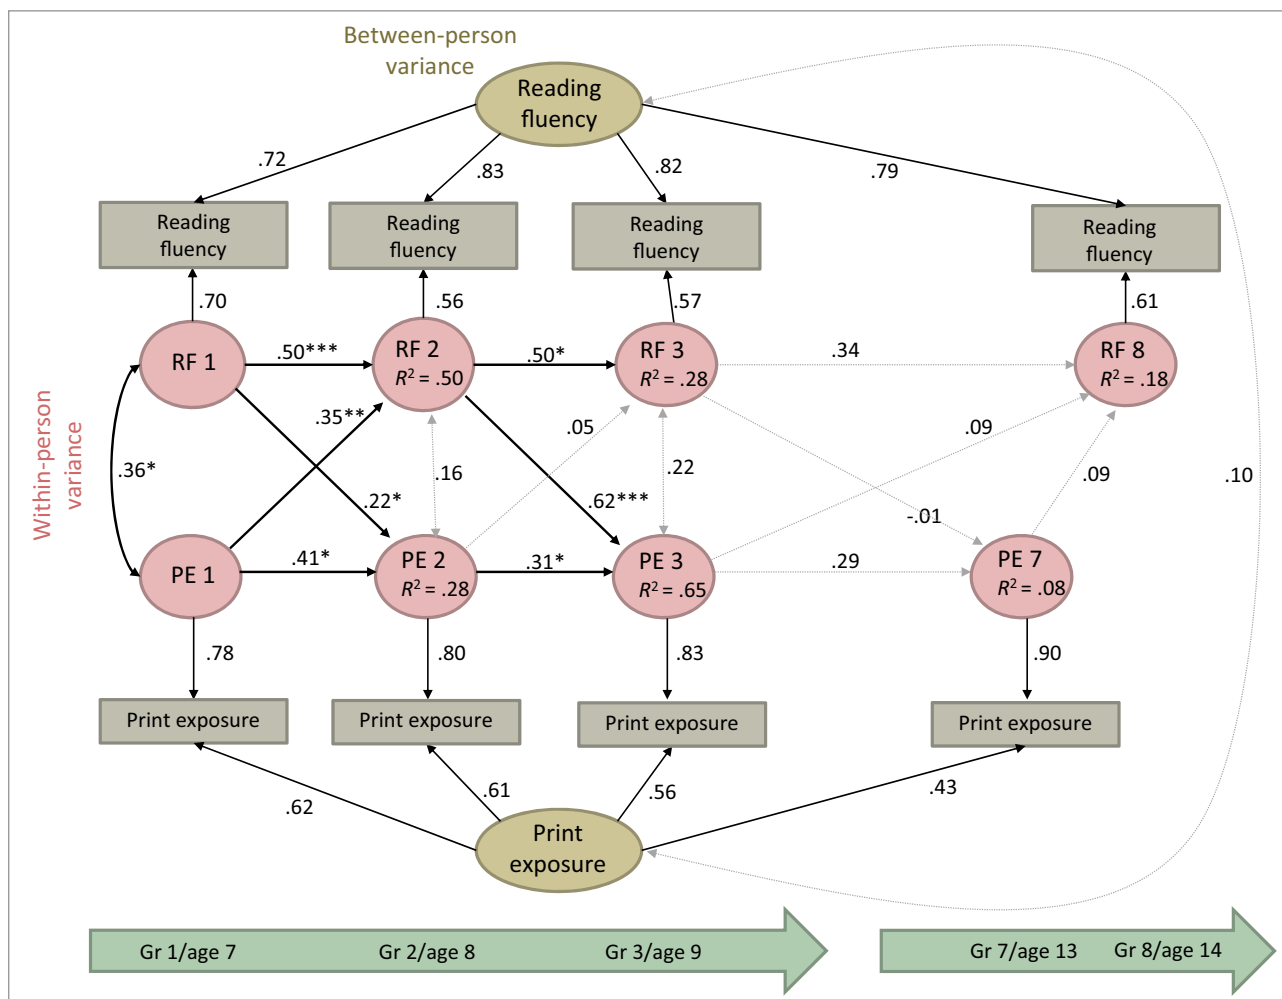 Between-person
variance
Reading
fluency
.72
.83
.82
.79
Reading
fluency
Reading
fluency
Reading
fluency
Reading
fluency
.70
.56
.57
.61
RF 1
.50***
RF 2
R² = .50
.50*
RF 3
R² = .28
.34
RF 8
R² = .18
Within-person
variance
.36*
.35**
.22*
.16
.05
.62***
.22
-.01
.09
.09
.10
PE 1
.41*
PE 2
R² = .28
.31*
PE 3
R² = .65
.29
PE 7
R² = .08
.78
.80
.83
.90
Print exposure
Print exposure
Print exposure
Print exposure
.62
.61
.56
.43
Print
exposure
Gr 1/age 7
Gr 2/age 8
Gr 3/age 9
Gr 7/age 13
Gr 8/age 14